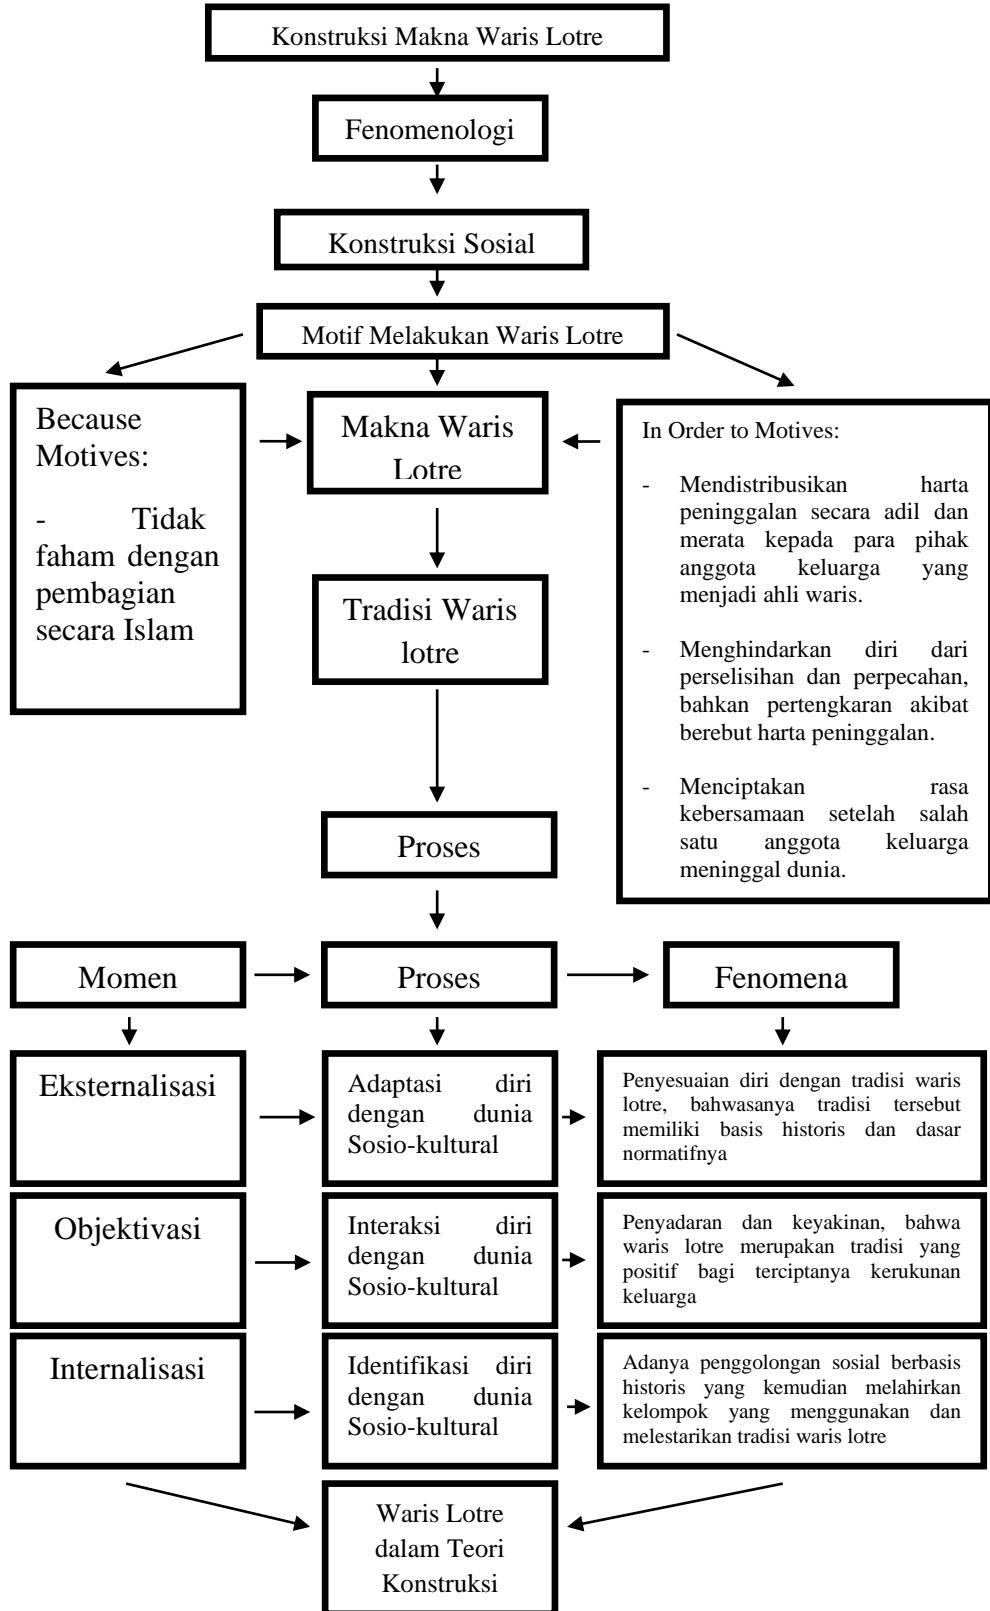 Konstruksi Makna Waris Lotre
Fenomenologi
Konstruksi Sosial
Motif Melakukan Waris Lotre
Because
Motives:
- Tidak
faham dengan
pembagian
secara Islam
Makna Waris
Lotre
In Order to Motives:
- Mendistribusikan harta
peninggalan secara adil dan
merata kepada para pihak
anggota keluarga yang
menjadi ahli waris.
- Menghindarkan diri dari
perselisihan dan perpecahan,
bahkan pertengkaran akibat
berebut harta peninggalan.
- Menciptakan rasa
kebersamaan setelah salah
satu anggota keluarga
meninggal dunia.
Tradisi Waris
lotre
Proses
Momen
Proses
Fenomena
Eksternalisasi
Adaptasi diri
dengan dunia
Sosio-kultural
Penyesuaian diri dengan tradisi waris
lotre, bahwasanya tradisi tersebut
memiliki basis historis dan dasar
normatifnya
Objektivasi
Interaksi diri
dengan dunia
Sosio-kultural
Penyadaran dan keyakinan, bahwa
waris lotre merupakan tradisi yang
positif bagi terciptanya kerukunan
keluarga
Internalisasi
Identifikasi diri
dengan dunia
Sosio-kultural
Adanya penggolongan sosial berbasis
historis yang kemudian melahirkan
kelompok yang menggunakan dan
melestarikan tradisi waris lotre
Waris Lotre
dalam Teori
Konstruksi